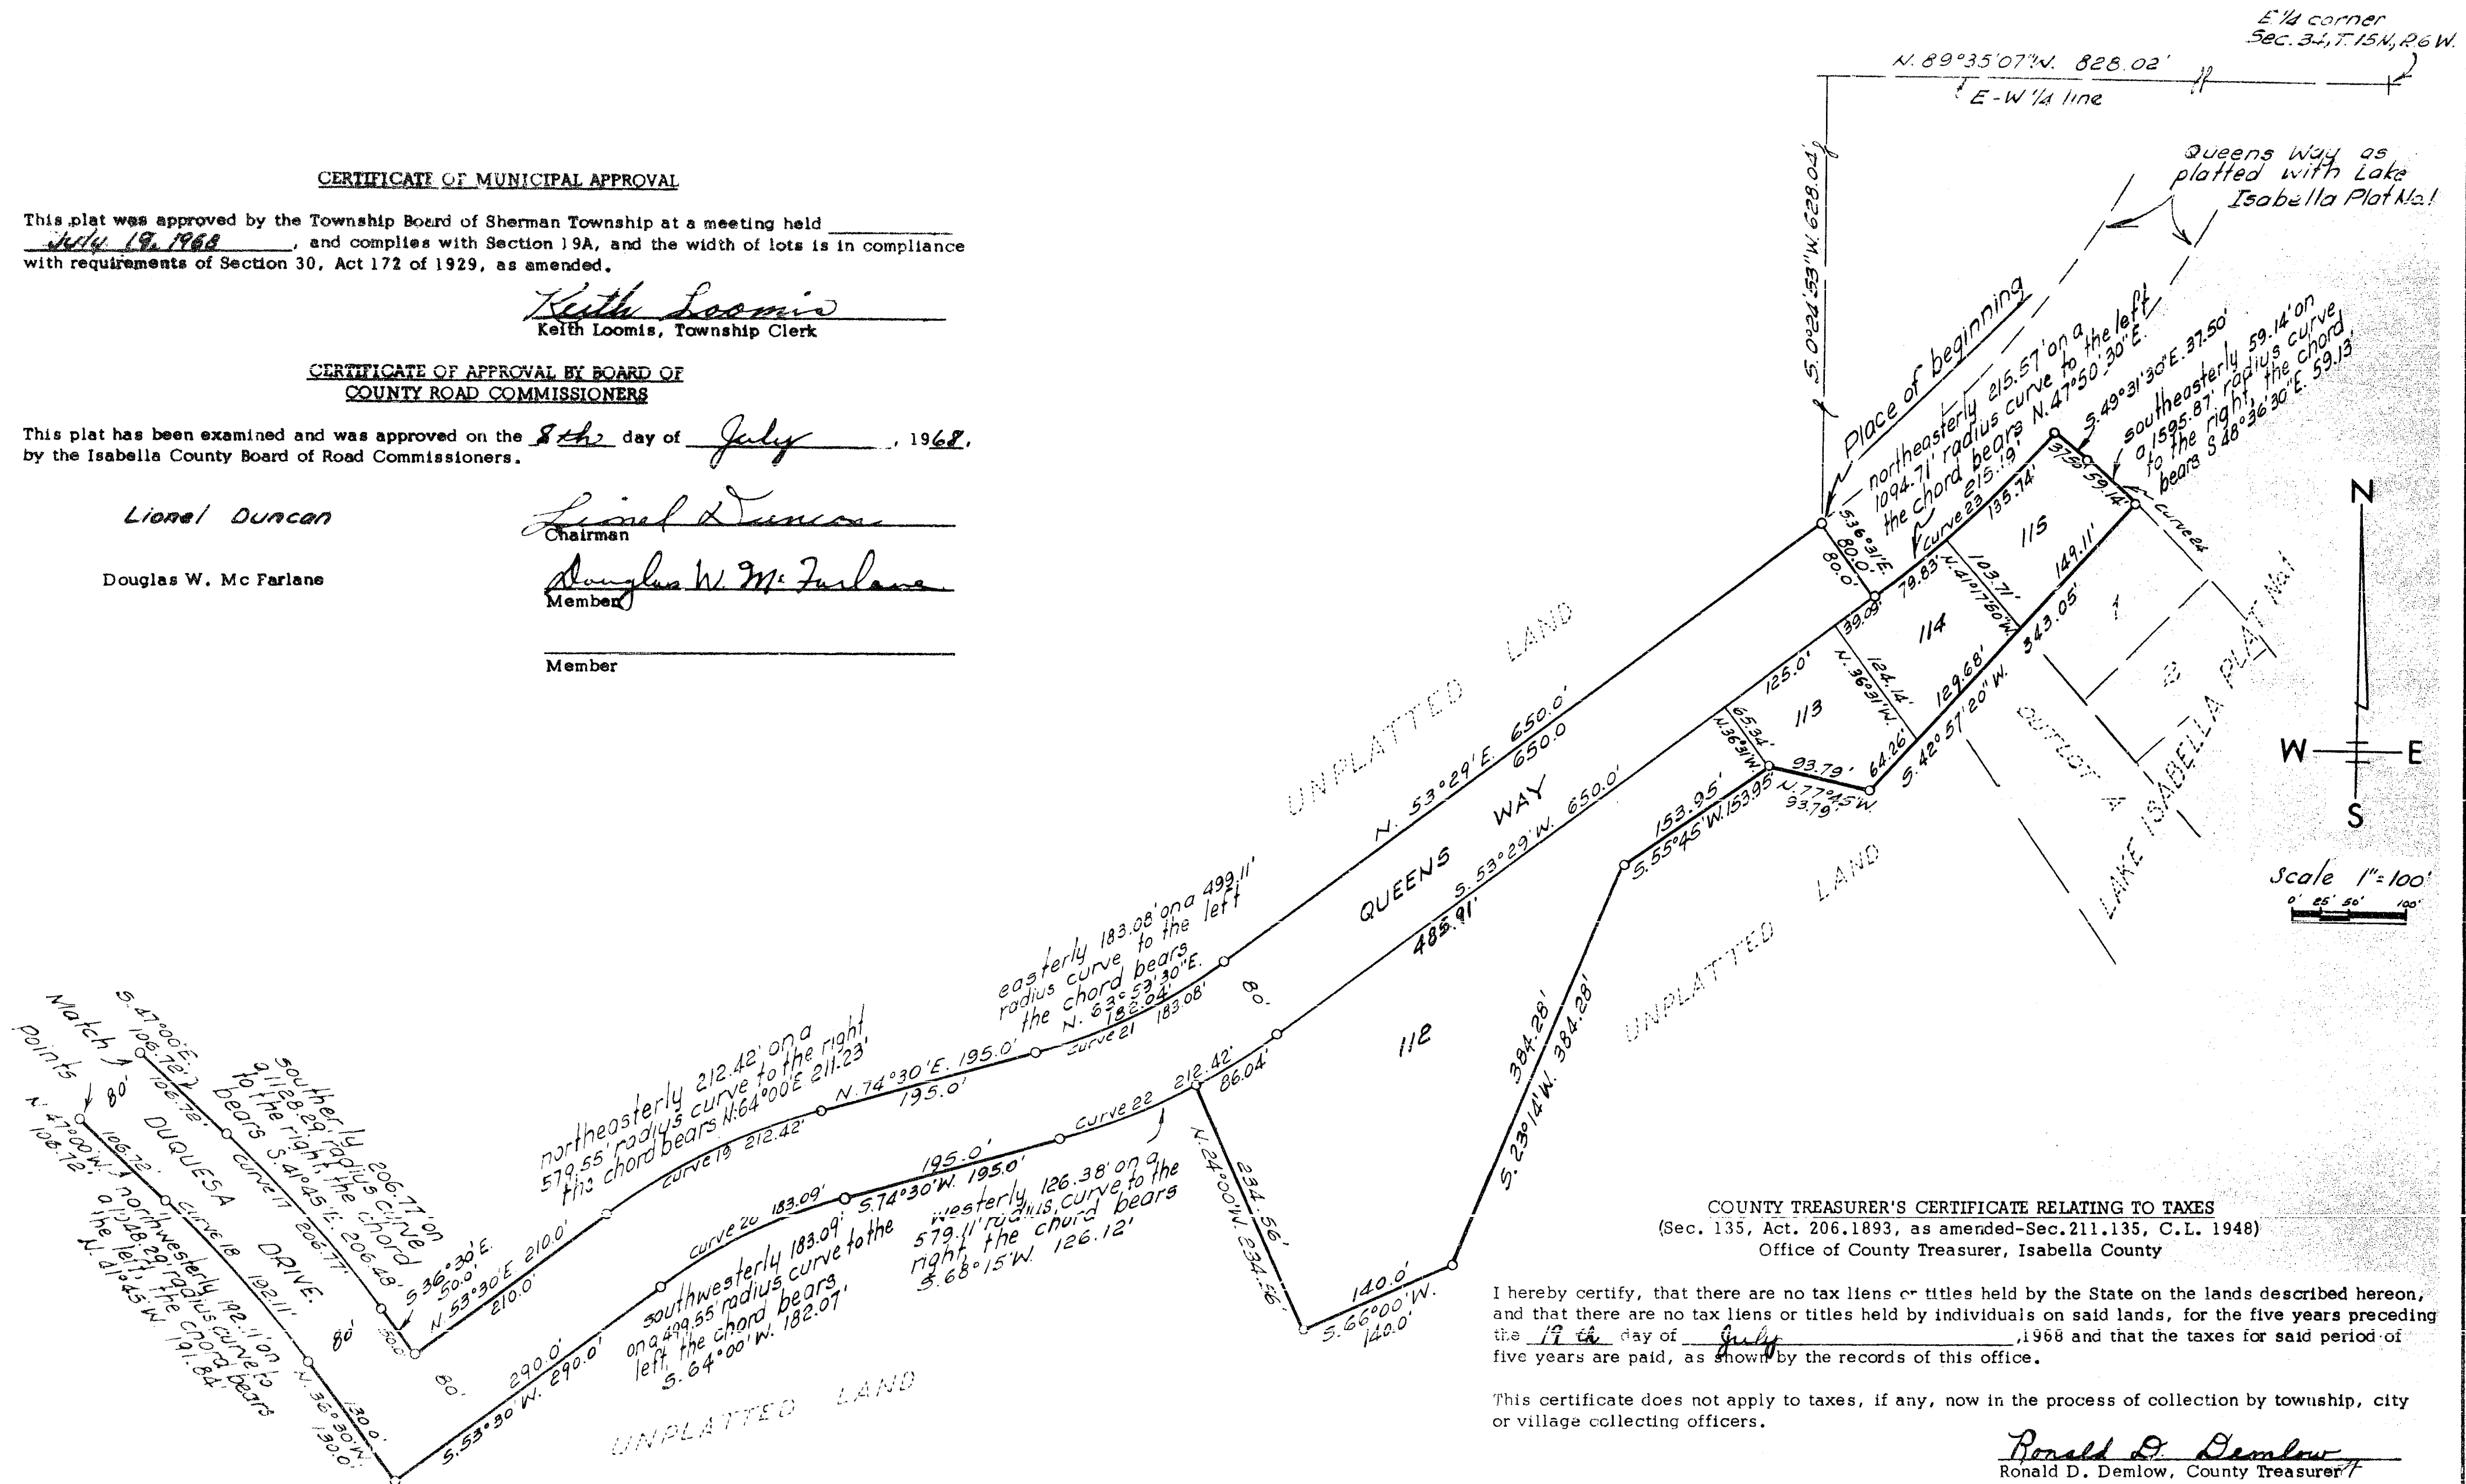 CERTIFICATE OF MUNICIPAL APPROVAL
This plat was approved by the Township Board of Sherman Township at a meeting held
July 19, 1968, and complies with Section 19A, and the width of lots is in compliance
with requirements of Section 30, Act 172 of 1929, as amended.
Keith Loomis
Keith Loomis, Township Clerk
CERTIFICATE OF APPROVAL BY BOARD OF
COUNTY ROAD COMMISSIONERS
This plat has been examined and was approved on the 8th day of July, 1968.
by the Isabella County Board of Road Commissioners.
Lionel Duncan
Lionel Duncan
Chairman
Douglas W. Mc Farlane
Douglas W. Mc Farlane
Member
Member
E 1/4 corner
Sec. 34, T. 15N., R.6 W.
N. 89°35'07"W. 828.02'
E-W 1/4 line
S. 0°24'53"W. 628.04'
Queens Way as
platted with Lake
Isabella Plat No.1
Place of beginning
northeasterly 215.57' on a
1094.71' radius curve to the left
the chord bears N.47°50'30"E.
215.19'
S.49°31'30"E. 37.50'
southeasterly 59.14' on
a 1595.87' radius curve
to the right, the chord
bears S 48°36'30"E. 59.13'
S.36°31'E.
80.0'
80.0'
Curve 23
135.74'
37.50'
59.14'
Curve 24
115
149.11'
343.05'
79.83'
103.71'
N.41°17'50"W.
39.09'
114
124.14'
N.36°31'W.
129.68'
S. 42°57'20"W.
125.0'
113
64.26'
65.34'
N.36°31'W.
93.79'
N.77°45'W.
93.79'
153.95'
S.55°45'W. 153.95'
1
2
OUTLOT A
LAKE ISABELLA PLAT No.1
N
W E
S
Scale 1"=100'
0' 25' 50' 100'
UNPLATTED LAND
N. 53°29'E. 650.0'
650.0
QUEENS WAY
S. 53°29'W. 650.0'
485.91'
112
384.28'
S.23°14'W. 384.28'
UNPLATTED LAND
140.0'
S.66°00'W.
140.0'
234.56'
N.24°00'W. 234.56'
easterly 183.08' on a 499.11'
radius curve to the left
the chord bears
N. 63°59'30"E.
182.04'
Curve 21 183.08'
80'
212.42'
86.04'
Curve 22
westerly 126.38' on a
579.11' radius curve to the
right, the chord bears
S.68°15'W. 126.12'
N.74°30'E. 195.0'
195.0'
195.0'
S.74°30'W. 195.0'
northeasterly 212.42' on a
579.55' radius curve to the right
the chord bears N.64°00'E 211.23'
Curve 19 212.42'
Curve 20 183.09'
southwesterly 183.09'
on a 499.55' radius curve to the
left, the chord bears
S. 64°00'W. 182.07'
N.53°30'E 210.0'
210.0'
290.0'
S.53°30'W. 290.0'
80'
UNPLATTED LAND
Match
Points
80'
S.47°00'E.
106.72'
106.72'
southerly 206.77' on
a 1128.29' radius curve
to the right, the chord
bears S.41°45'E. 206.48'
Curve 17 206.77'
S 36°30'E.
50.0'
50.0'
DUQUESA DRIVE.
80'
N 47°00'W.
106.72'
106.72'
Curve 18 192.11'
northwesterly 192.11' on
a 1048.29' radius curve to
the left, the chord bears
N. 41°45'W. 191.84'
130.0'
N. 36°30'W.
130.0'
COUNTY TREASURER'S CERTIFICATE RELATING TO TAXES
(Sec. 135, Act. 206.1893, as amended-Sec.211.135, C.L. 1948)
Office of County Treasurer, Isabella County
I hereby certify, that there are no tax liens or titles held by the State on the lands described hereon,
and that there are no tax liens or titles held by individuals on said lands, for the five years preceding
the 19th day of July, 1968 and that the taxes for said period of
five years are paid, as shown by the records of this office.
This certificate does not apply to taxes, if any, now in the process of collection by township, city
or village collecting officers.
Ronald D. Demlow
Ronald D. Demlow, County Treasurer